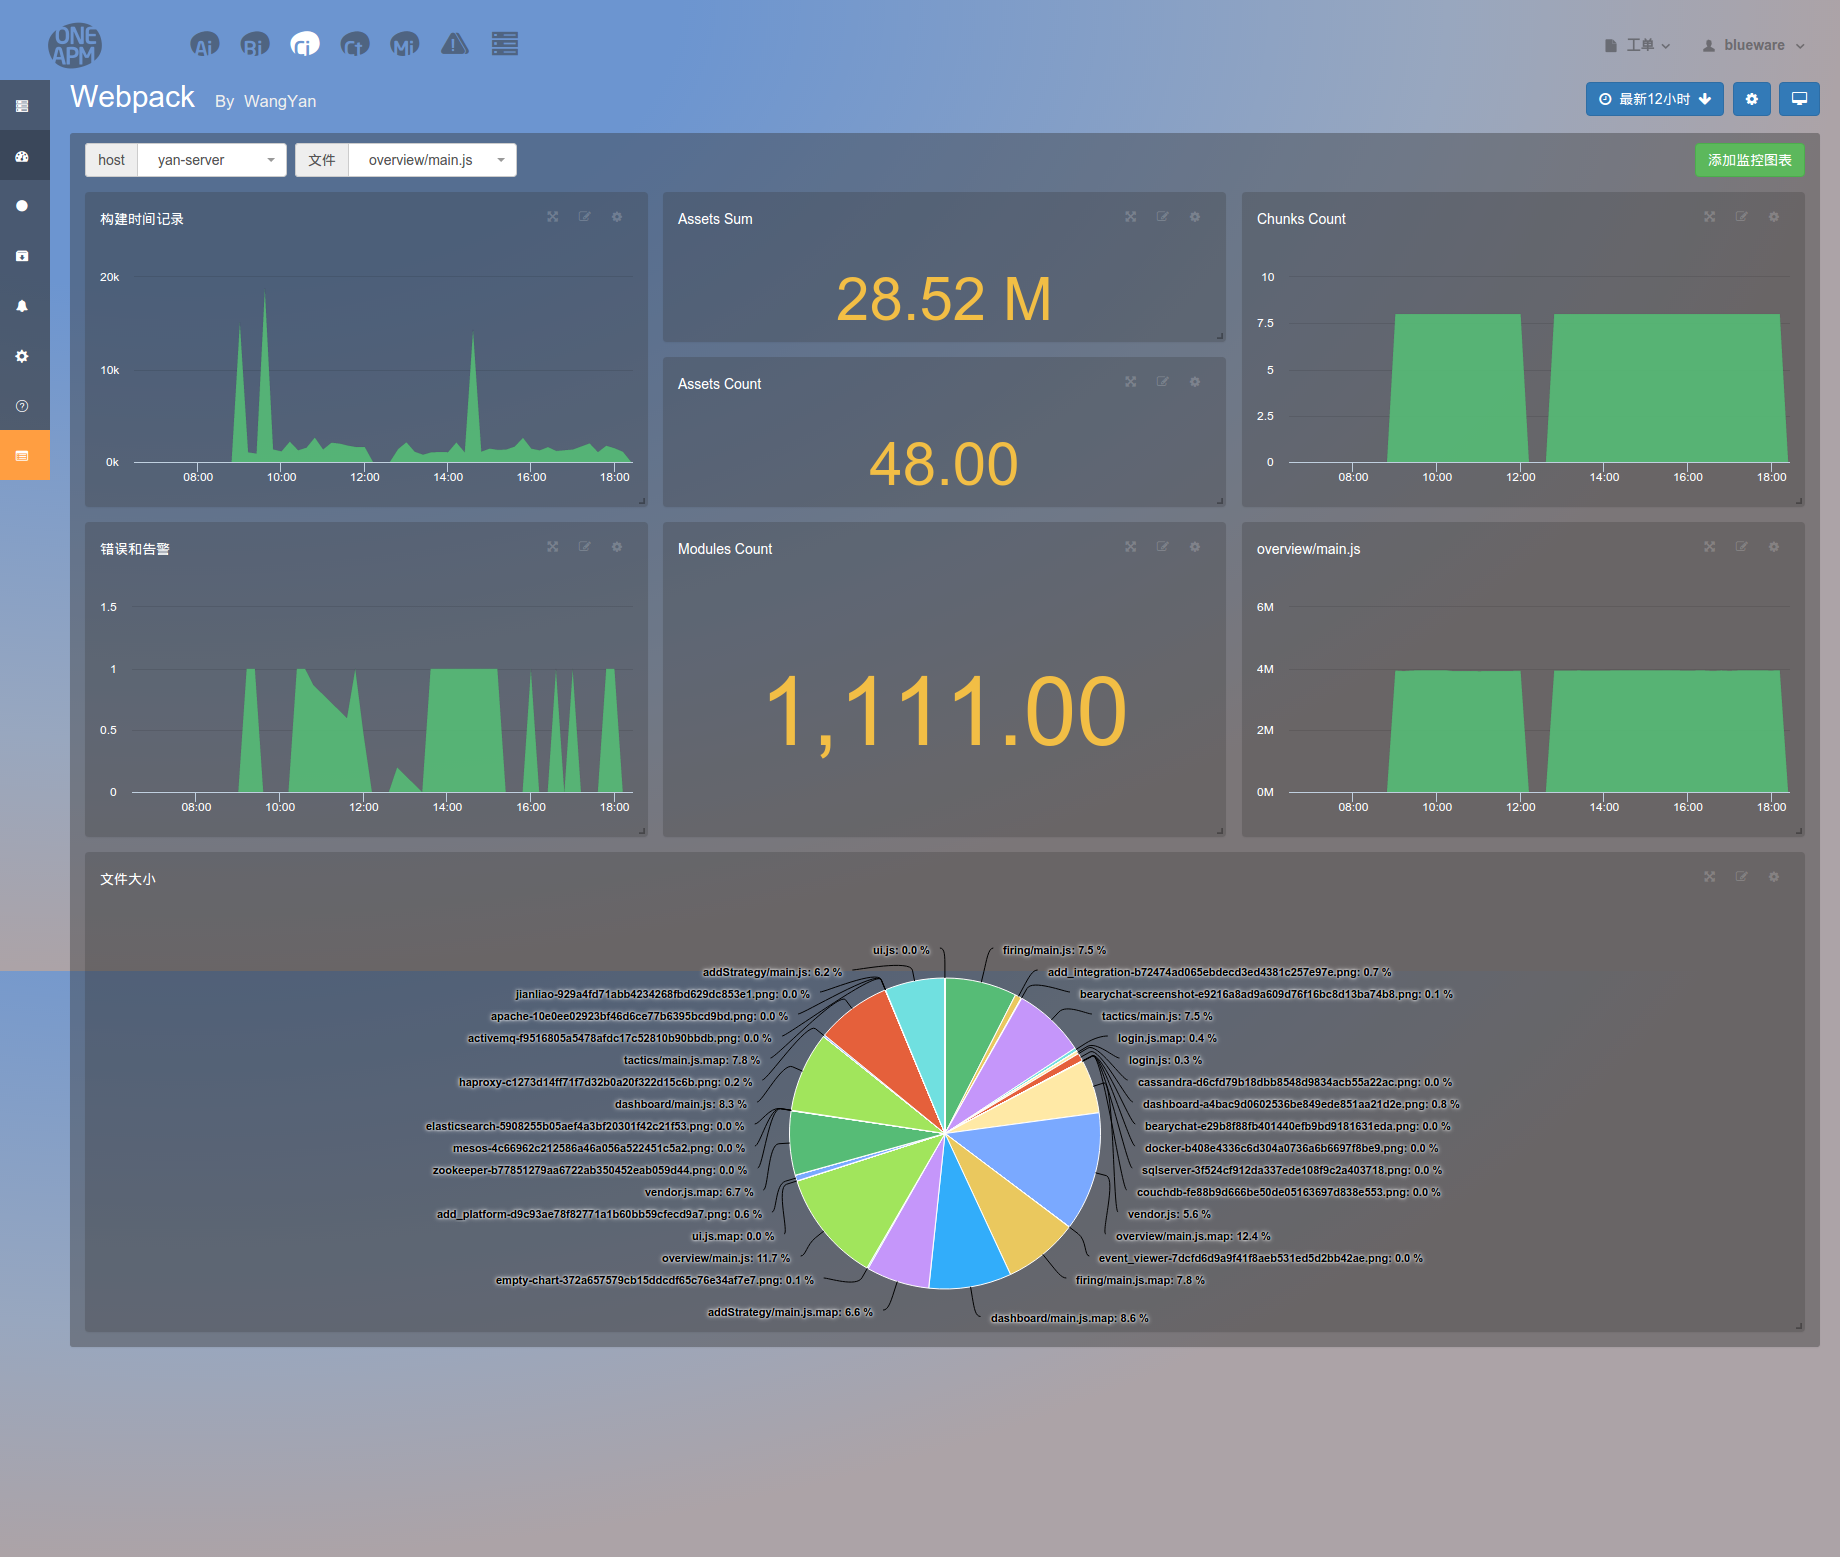 ONE
APM
Ai Bi Ci Ct Mi
工单
blueware
Webpack By WangYan
最新12小时
host yan-server 文件 overview/main.js
添加监控图表
构建时间记录
20k
10k
0k
08:00 10:00 12:00 14:00 16:00 18:00
Assets Sum
28.52 M
Assets Count
48.00
Chunks Count
10
7.5
5
2.5
0
08:00 10:00 12:00 14:00 16:00 18:00
错误和告警
1.5
1
0.5
0
08:00 10:00 12:00 14:00 16:00 18:00
Modules Count
1,111.00
overview/main.js
6M
4M
2M
0M
08:00 10:00 12:00 14:00 16:00 18:00
文件大小
ui.js: 0.0 %
addStrategy/main.js: 6.2 %
jianliao-929a4fd71abb4234268fbd629dc853e1.png: 0.0 %
apache-10e0ee02923bf46d6ce77b6395bcd9bd.png: 0.0 %
activemq-f9516805a5478afdc17c52810b90bbdb.png: 0.0 %
tactics/main.js.map: 7.8 %
haproxy-c1273d14ff71f7d32b0a20f322d15c6b.png: 0.2 %
dashboard/main.js: 8.3 %
elasticsearch-5908255b05aef4a3bf20301f42c21f53.png: 0.0 %
mesos-4c66962c212586a46a056a522451c5a2.png: 0.0 %
zookeeper-b77851279aa6722ab350452eab059d44.png: 0.0 %
vendor.js.map: 6.7 %
add_platform-d9c93ae78f82771a1b60bb59cfecd9a7.png: 0.6 %
ui.js.map: 0.0 %
overview/main.js: 11.7 %
empty-chart-372a657579cb15ddcdf65c76e34af7e7.png: 0.1 %
addStrategy/main.js.map: 6.6 %
firing/main.js: 7.5 %
add_integration-b72474ad065ebdecd3ed4381c257e97e.png: 0.7 %
bearychat-screenshot-e9216a8ad9a609d76f16bc8d13ba74b8.png: 0.1 %
tactics/main.js: 7.5 %
login.js.map: 0.4 %
login.js: 0.3 %
cassandra-d6cfd79b18dbb8548d9834acb55a22ac.png: 0.0 %
dashboard-a4bac9d0602536be849ede851aa21d2e.png: 0.8 %
bearychat-e29b8f88fb401440efb9bd9181631eda.png: 0.0 %
docker-b408e4336c6d304a0736a6b6697f8be9.png: 0.0 %
sqlserver-3f524cf912da337ede108f9c2a403718.png: 0.0 %
couchdb-fe88b9d666be50de05163697d838e553.png: 0.0 %
vendor.js: 5.6 %
overview/main.js.map: 12.4 %
event_viewer-7dcfd6d9a9f41f8aeb531ed5d2bb42ae.png: 0.0 %
firing/main.js.map: 7.8 %
dashboard/main.js.map: 8.6 %